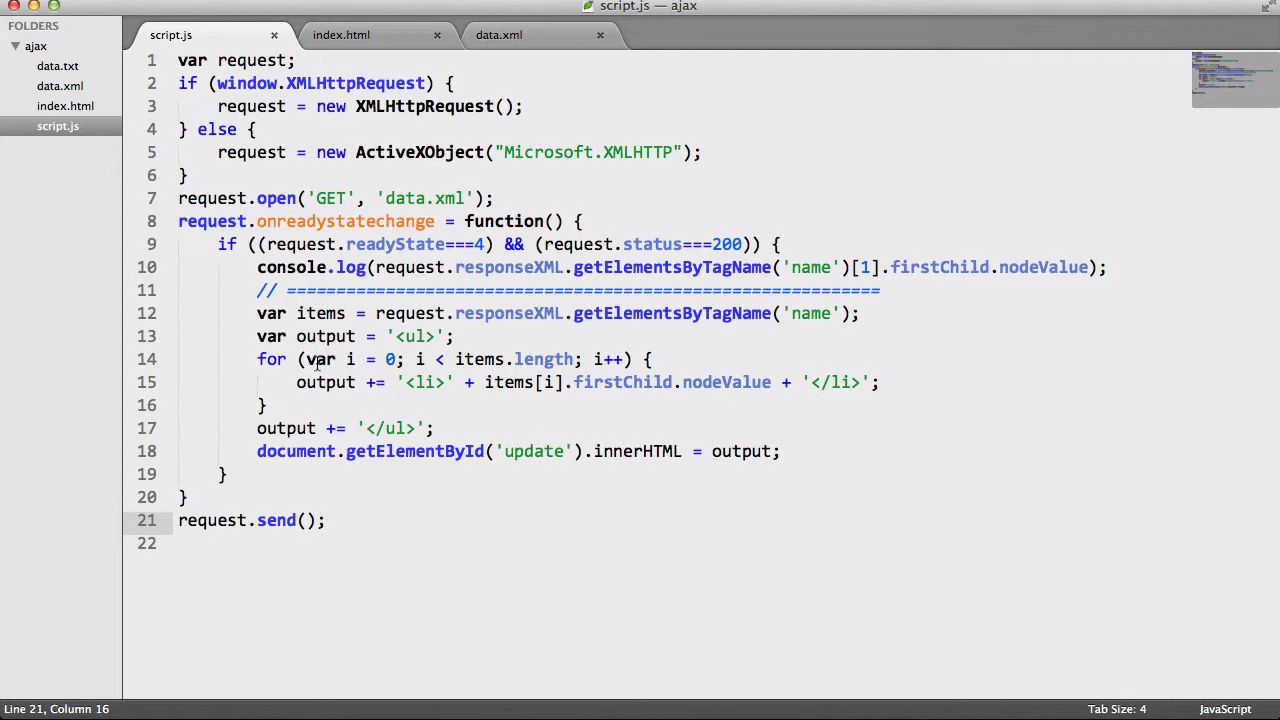 script.js — ajax
FOLDERS
ajax
data.txt
data.xml
index.html
script.js
script.js × index.html × data.xml ×
1 var request;
2 if (window.XMLHttpRequest) {
3     request = new XMLHttpRequest();
4 } else {
5     request = new ActiveXObject("Microsoft.XMLHTTP");
6 }
7 request.open('GET', 'data.xml');
8 request.onreadystatechange = function() {
9     if ((request.readyState===4) && (request.status===200)) {
10         console.log(request.responseXML.getElementsByTagName('name')[1].firstChild.nodeValue);
11         // ============================================================
12         var items = request.responseXML.getElementsByTagName('name');
13         var output = '<ul>';
14         for (var i = 0; i < items.length; i++) {
15             output += '<li>' + items[i].firstChild.nodeValue + '</li>';
16         }
17         output += '</ul>';
18         document.getElementById('update').innerHTML = output;
19     }
20 }
21 request.send();
22
Line 21, Column 16
Tab Size: 4
JavaScript